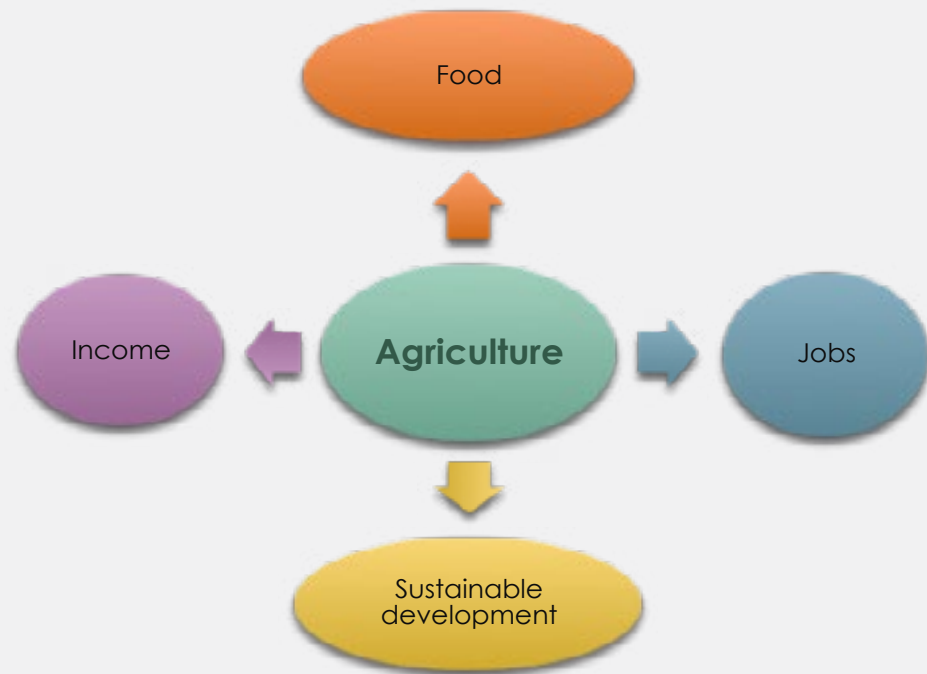 Food
Income
Agriculture
Jobs
Sustainable
development